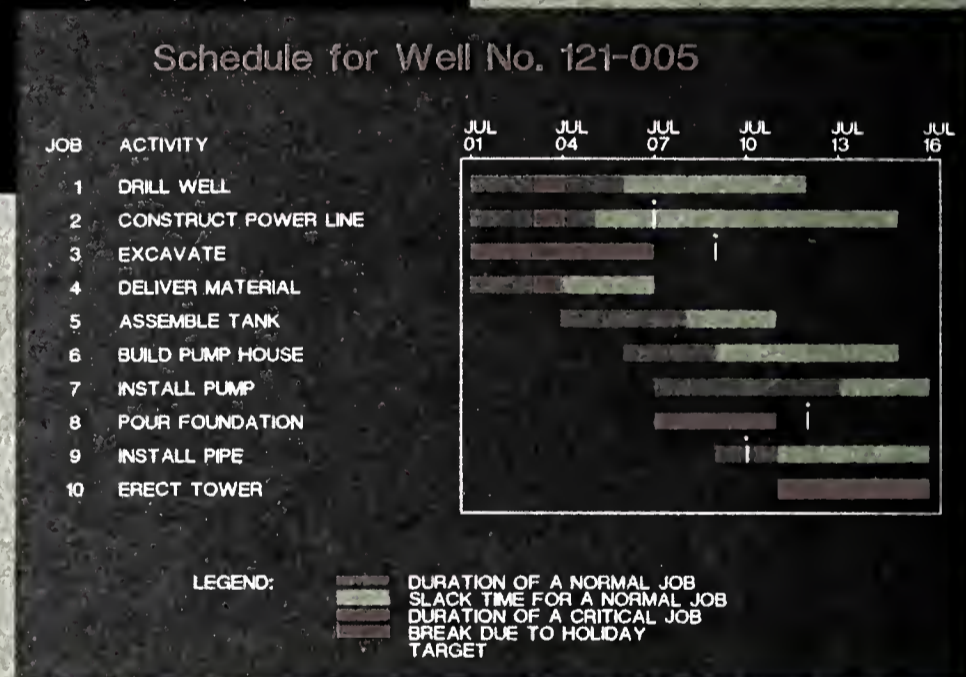 Schedule for Well No. 121-005
JOB ACTIVITY
JUL 01 JUL 04 JUL 07 JUL 10 JUL 13 JUL 16
1 DRILL WELL
2 CONSTRUCT POWER LINE
3 EXCAVATE
4 DELIVER MATERIAL
5 ASSEMBLE TANK
6 BUILD PUMP HOUSE
7 INSTALL PUMP
8 POUR FOUNDATION
9 INSTALL PIPE
10 ERECT TOWER
LEGEND:
DURATION OF A NORMAL JOB
SLACK TIME FOR A NORMAL JOB
DURATION OF A CRITICAL JOB
BREAK DUE TO HOLIDAY
TARGET